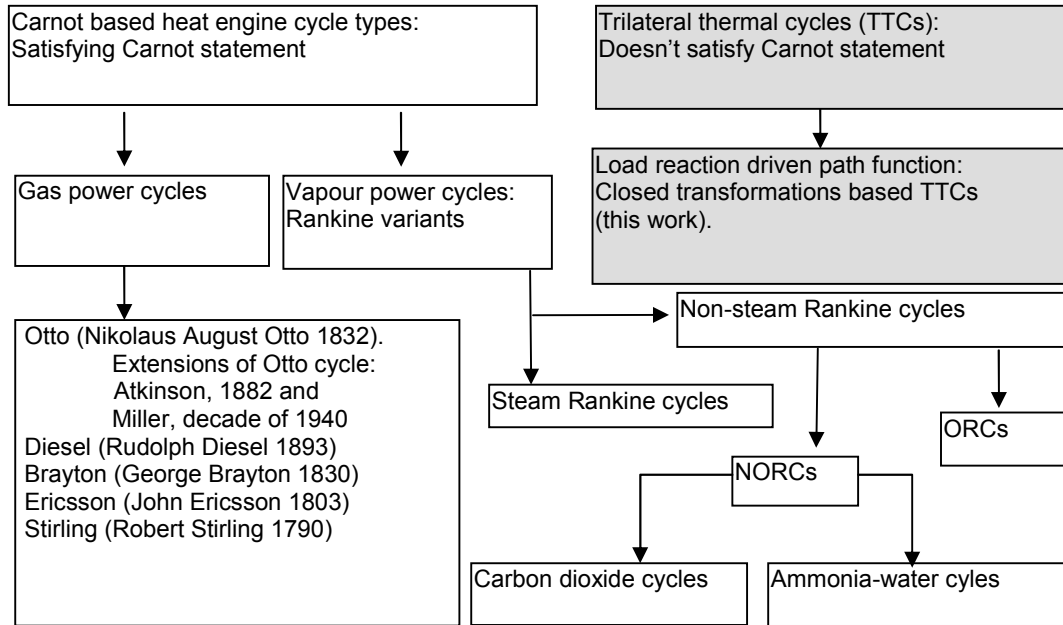 Carnot based heat engine cycle types:
Satisfying Carnot statement
Trilateral thermal cycles (TTCs):
Doesn’t satisfy Carnot statement
Gas power cycles
Vapour power cycles:
Rankine variants
Load reaction driven path function:
Closed transformations based TTCs
(this work).
Otto (Nikolaus August Otto 1832).
Extensions of Otto cycle:
Atkinson, 1882 and
Miller, decade of 1940
Diesel (Rudolph Diesel 1893)
Brayton (George Brayton 1830)
Ericsson (John Ericsson 1803)
Stirling (Robert Stirling 1790)
Non-steam Rankine cycles
Steam Rankine cycles
ORCs
NORCs
Carbon dioxide cycles
Ammonia-water cyles